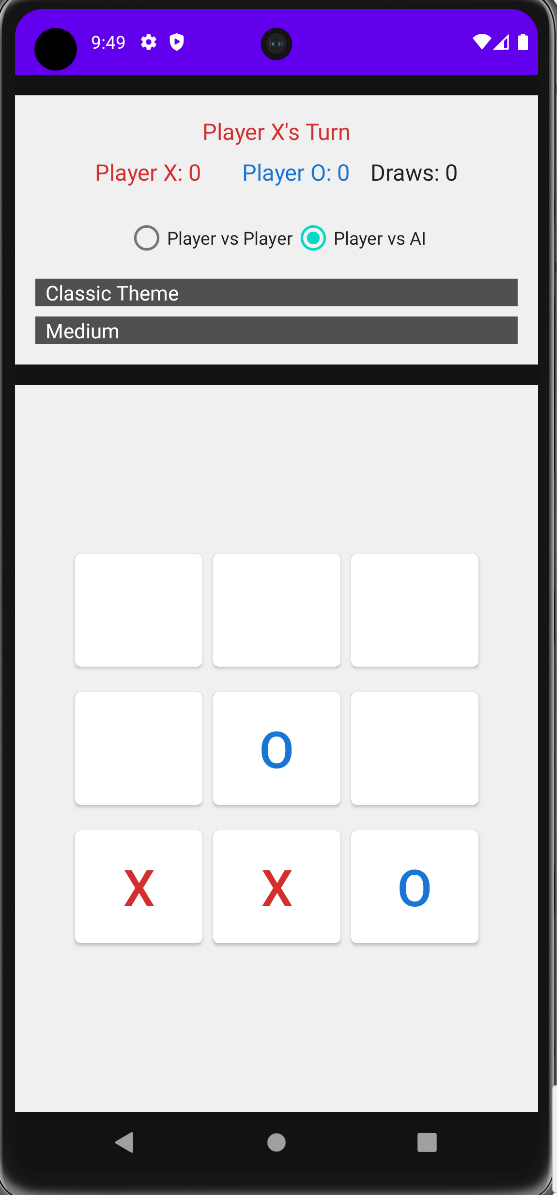 9:49
Player X's Turn
Player X: 0 Player O: 0 Draws: 0
Player vs Player Player vs AI
Classic Theme
Medium
O
X X O